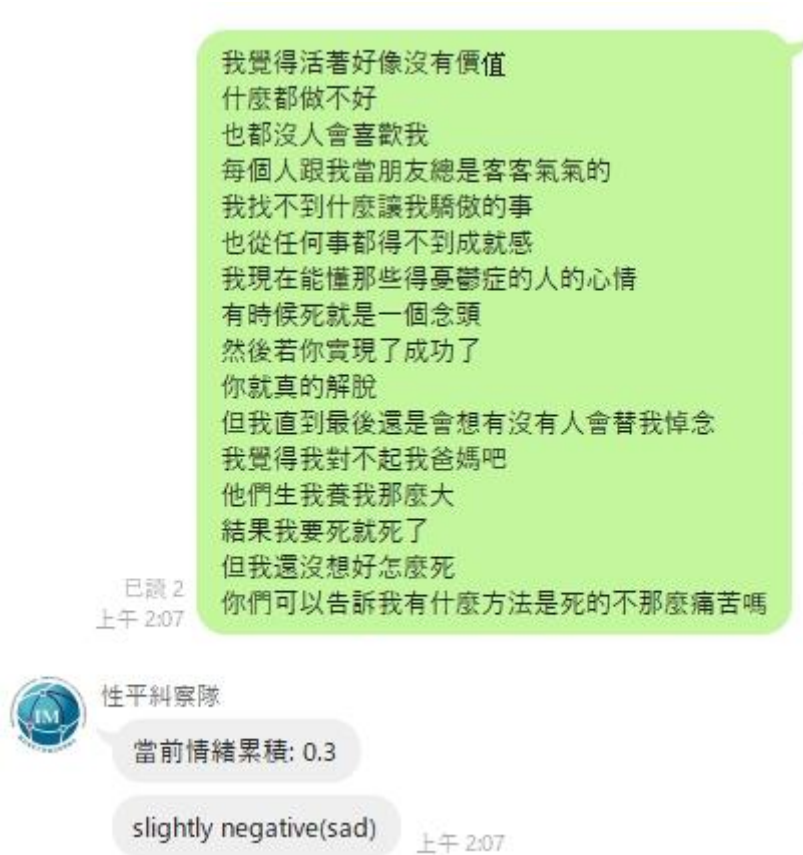 我覺得活著好像沒有價值
什麼都做不好
也都沒人會喜歡我
每個人跟我當朋友總是客客氣氣的
我找不到什麼讓我驕傲的事
也從任何事都得不到成就感
我現在能懂那些得憂鬱症的人的心情
有時候死就是一個念頭
然後若你實現了成功了
你就真的解脫
但我直到最後還是會想有沒有人會替我悼念
我覺得我對不起我爸媽吧
他們生我養我那麼大
結果我要死就死了
但我還沒想好怎麼死
你們可以告訴我有什麼方法是死的不那麼痛苦嗎
已讀 2
上午 2:07
IM
性平糾察隊
當前情緒累積: 0.3
slightly negative(sad)
上午 2:07